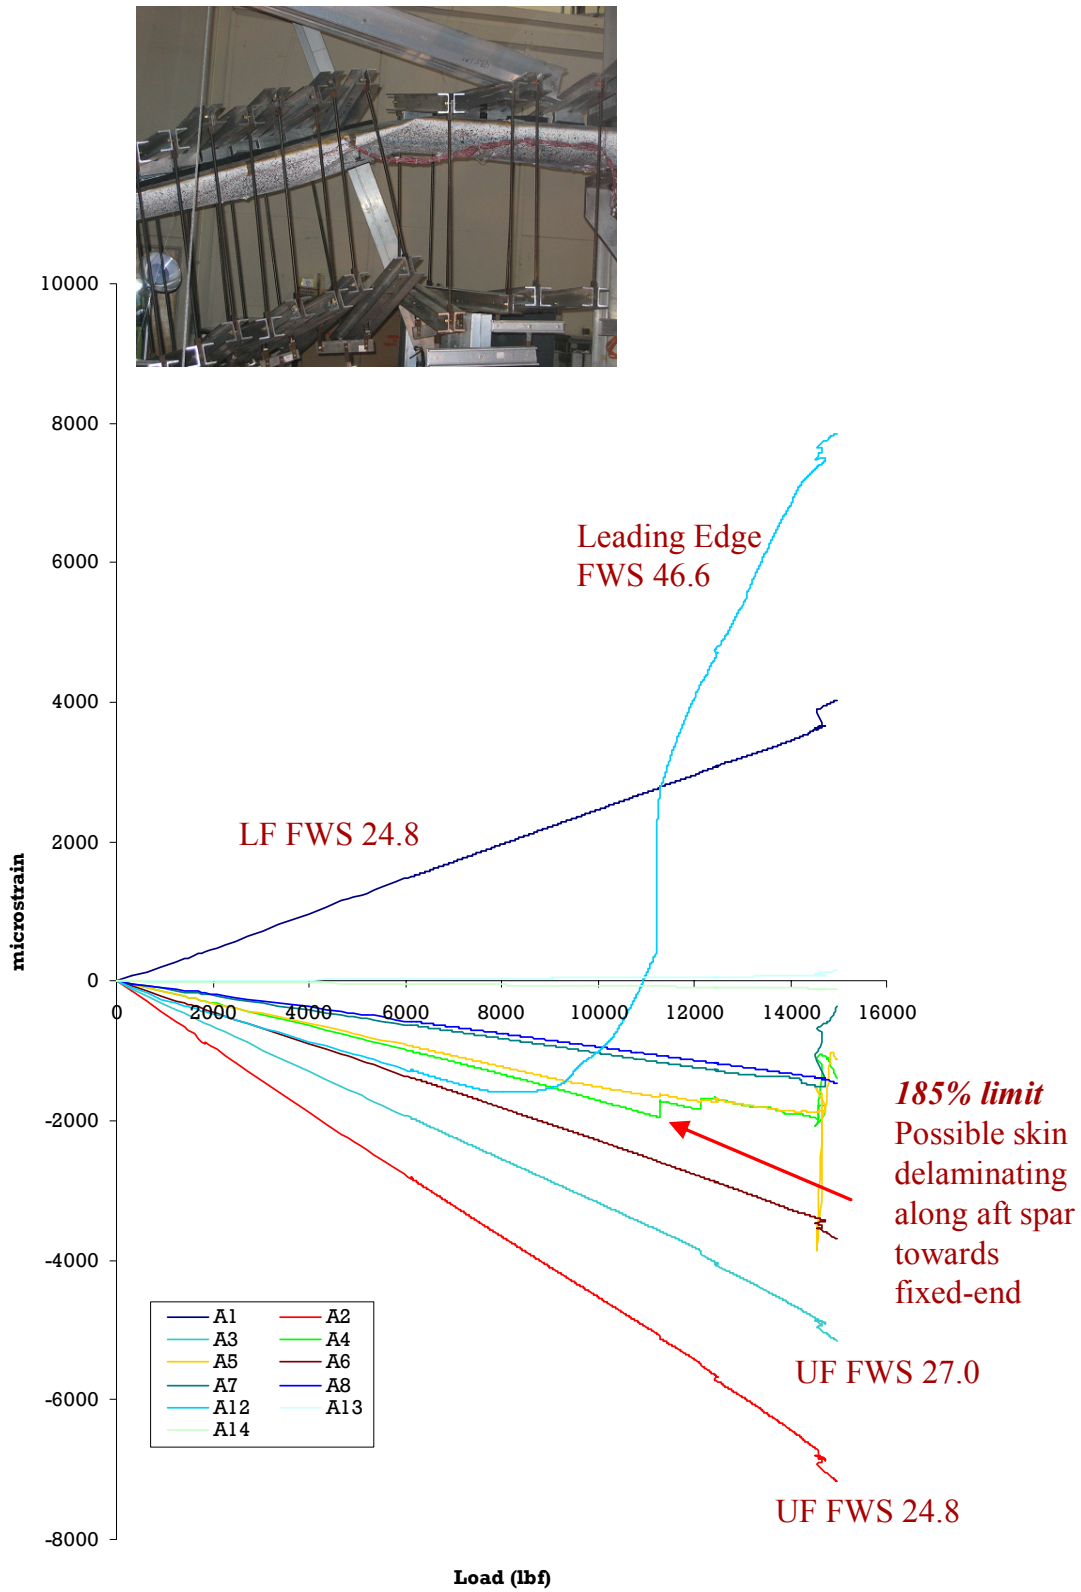 10000
8000
6000
4000
2000
0
-2000
-4000
-6000
-8000
microstrain
0
2000
4000
6000
8000
10000
12000
14000
16000
Load (lbf)
Leading Edge
FWS 46.6
LF FWS 24.8
185% limit
Possible skin
delaminating
along aft spar
towards
fixed-end
UF FWS 27.0
UF FWS 24.8
A1 A2
A3 A4
A5 A6
A7 A8
A12 A13
A14